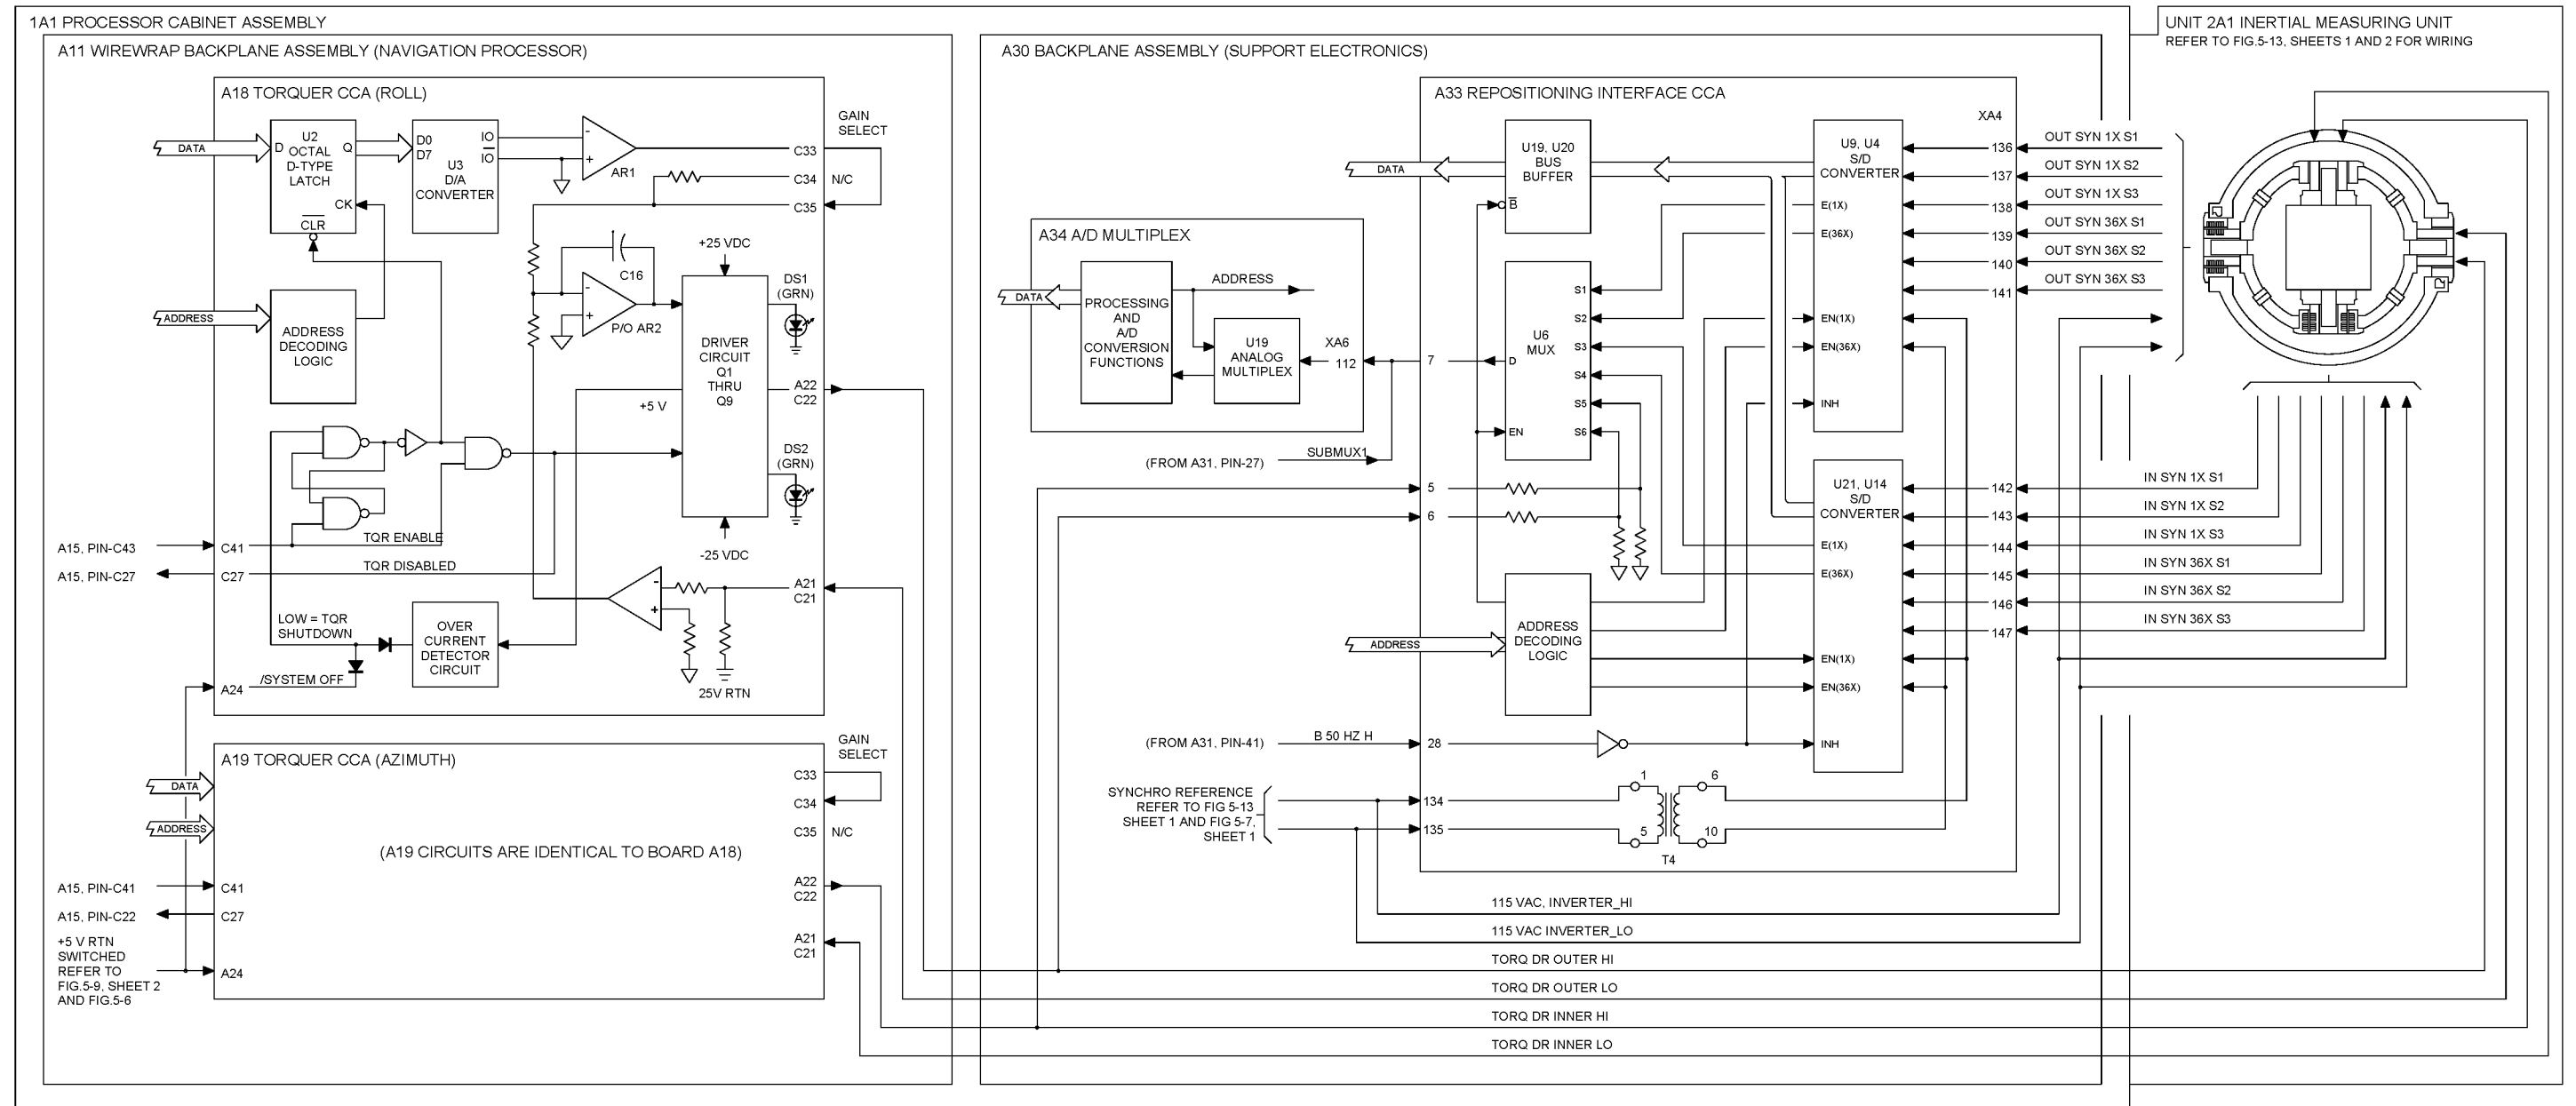 1A1 PROCESSOR CABINET ASSEMBLY
A11 WIREWRAP BACKPLANE ASSEMBLY (NAVIGATION PROCESSOR)
A18 TORQUER CCA (ROLL)
DATA
D
U2
OCTAL
D-TYPE
LATCH
Q
CK
CLR
D0
D7
IO
IO
U3
D/A
CONVERTER
-
+
AR1
GAIN
SELECT
C33
C34
N/C
C35
ADDRESS
ADDRESS
DECODING
LOGIC
C16
-
+
P/O AR2
+25 VDC
DRIVER
CIRCUIT
Q1
THRU
Q9
-25 VDC
DS1
(GRN)
DS2
(GRN)
+5 V
A22
C22
A15, PIN-C43
C41
TQR ENABLE
A15, PIN-C27
C27
TQR DISABLED
-
+
A21
C21
25V RTN
LOW = TQR
SHUTDOWN
OVER
CURRENT
DETECTOR
CIRCUIT
A24
/SYSTEM OFF
A19 TORQUER CCA (AZIMUTH)
DATA
ADDRESS
(A19 CIRCUITS ARE IDENTICAL TO BOARD A18)
GAIN
SELECT
C33
C34
C35
N/C
A22
C22
A21
C21
A15, PIN-C41
C41
A15, PIN-C22
C27
+5 V RTN
SWITCHED
REFER TO
FIG.5-9, SHEET 2
AND FIG.5-6
A24
A30 BACKPLANE ASSEMBLY (SUPPORT ELECTRONICS)
A34 A/D MULTIPLEX
DATA
PROCESSING
AND
A/D
CONVERSION
FUNCTIONS
ADDRESS
U19
ANALOG
MULTIPLEX
XA6
112
(FROM A31, PIN-27)
SUBMUX1
A33 REPOSITIONING INTERFACE CCA
DATA
U19, U20
BUS
BUFFER
B
U6
MUX
S1
S2
S3
S4
S5
S6
D
EN
7
5
6
ADDRESS
ADDRESS
DECODING
LOGIC
U9, U4
S/D
CONVERTER
E(1X)
E(36X)
EN(1X)
EN(36X)
INH
U21, U14
S/D
CONVERTER
E(1X)
E(36X)
EN(1X)
EN(36X)
INH
(FROM A31, PIN-41)
B 50 HZ H
28
SYNCHRO REFERENCE
REFER TO FIG 5-13
SHEET 1 AND FIG 5-7,
SHEET 1
134
135
1
5
6
10
T4
XA4
136
137
138
139
140
141
142
143
144
145
146
147
OUT SYN 1X S1
OUT SYN 1X S2
OUT SYN 1X S3
OUT SYN 36X S1
OUT SYN 36X S2
OUT SYN 36X S3
IN SYN 1X S1
IN SYN 1X S2
IN SYN 1X S3
IN SYN 36X S1
IN SYN 36X S2
IN SYN 36X S3
115 VAC, INVERTER_HI
115 VAC INVERTER_LO
TORQ DR OUTER HI
TORQ DR OUTER LO
TORQ DR INNER HI
TORQ DR INNER LO
UNIT 2A1 INERTIAL MEASURING UNIT
REFER TO FIG.5-13, SHEETS 1 AND 2 FOR WIRING